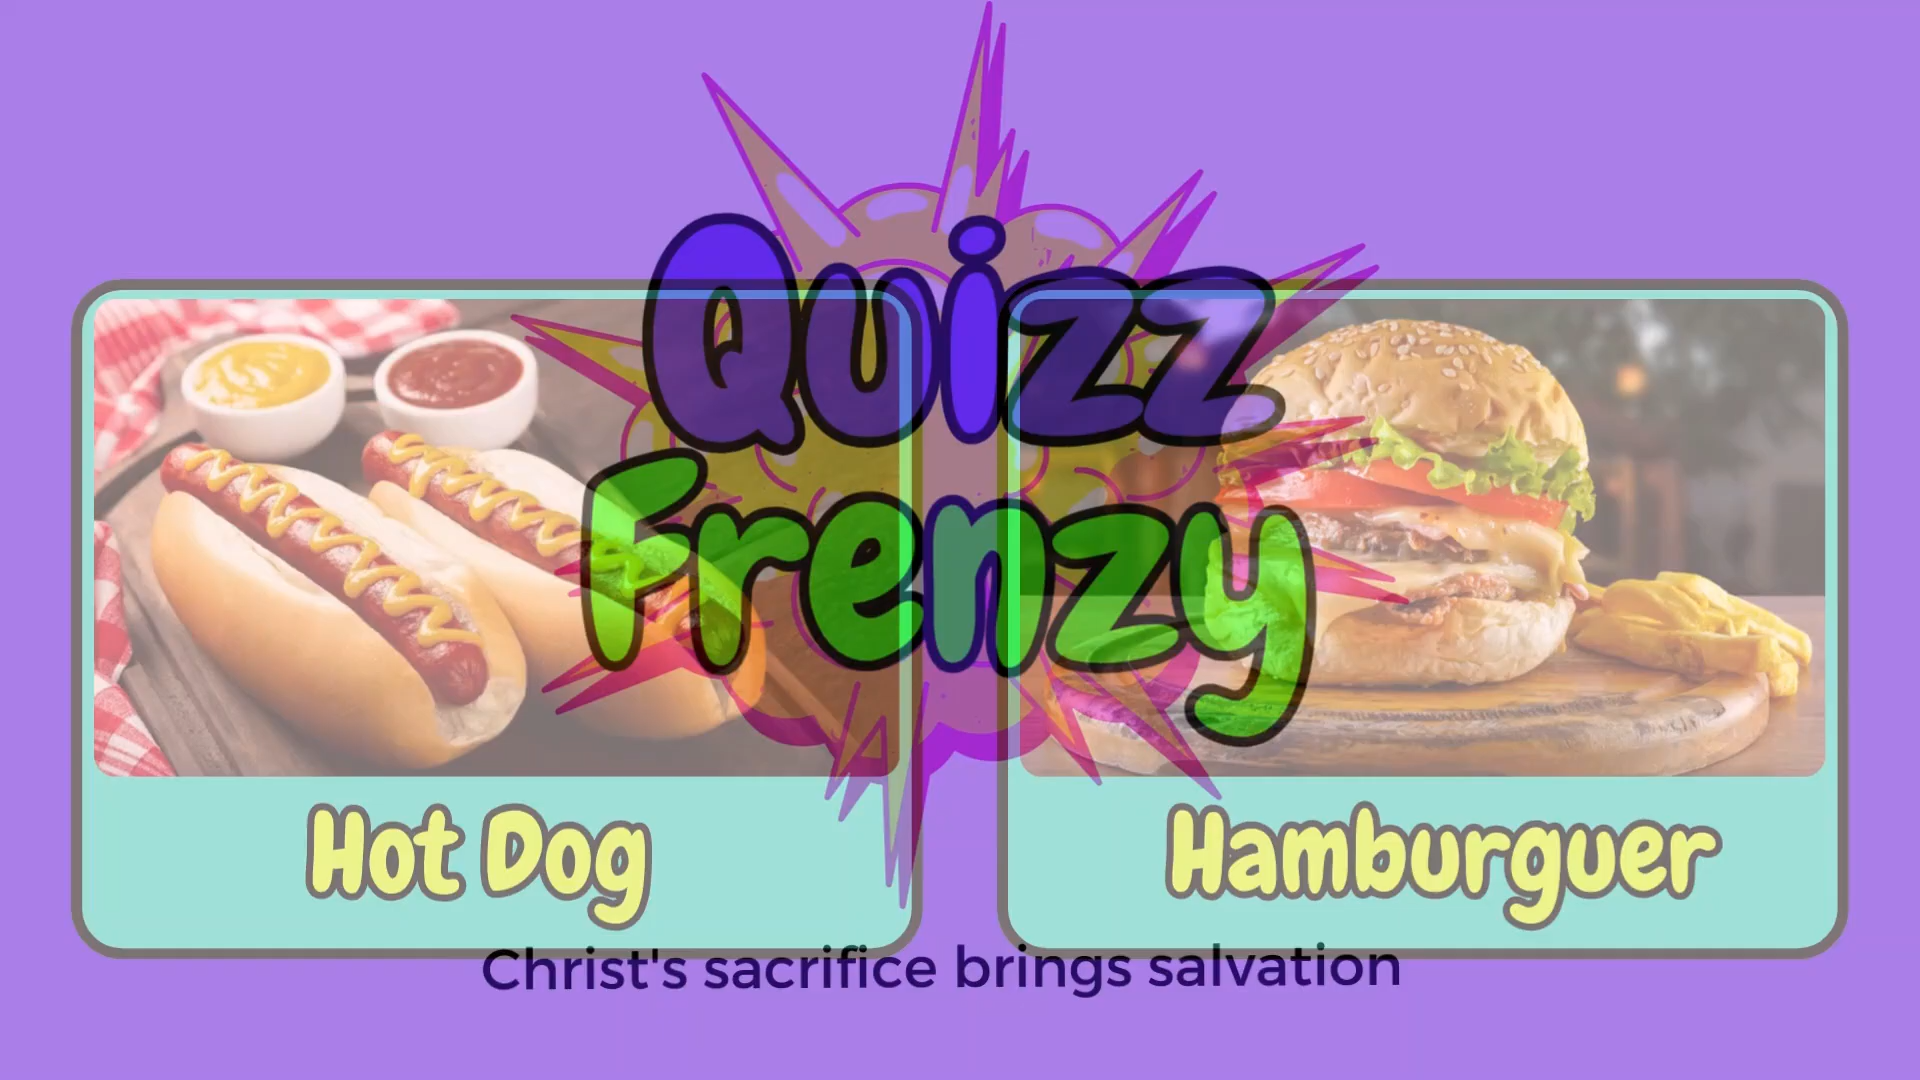 Quizz
Frenzy
Hot Dog
Hamburguer
Christ's sacrifice brings salvation